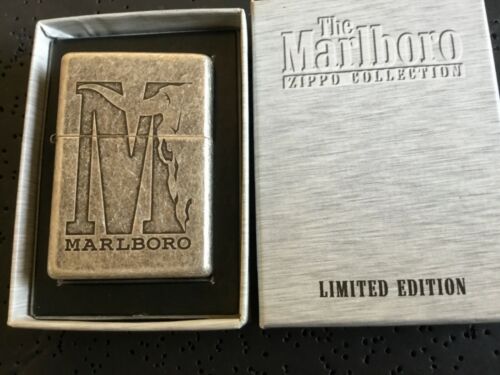 M
MARLBORO
The
Marlboro
ZIPPO COLLECTION
LIMITED EDITION